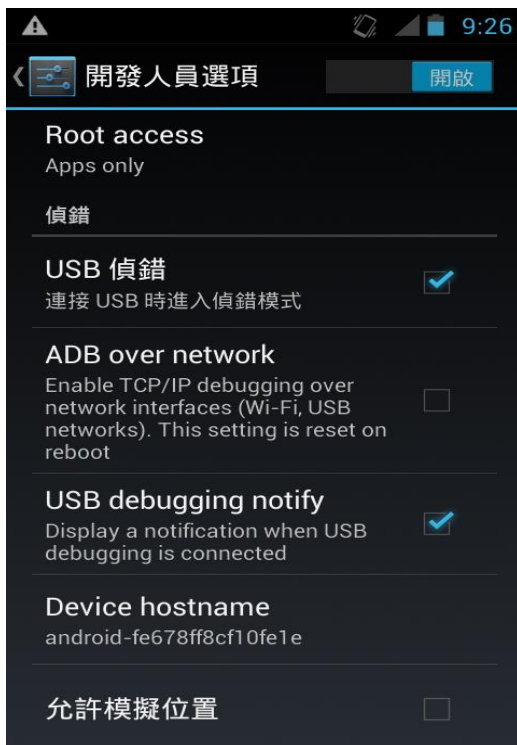 9:26
開發人員選項
開啟
Root access
Apps only
偵錯
USB 偵錯
連接 USB 時進入偵錯模式
ADB over network
Enable TCP/IP debugging over
network interfaces (Wi-Fi, USB
networks). This setting is reset on
reboot
USB debugging notify
Display a notification when USB
debugging is connected
Device hostname
android-fe678ff8cf10fe1e
允許模擬位置